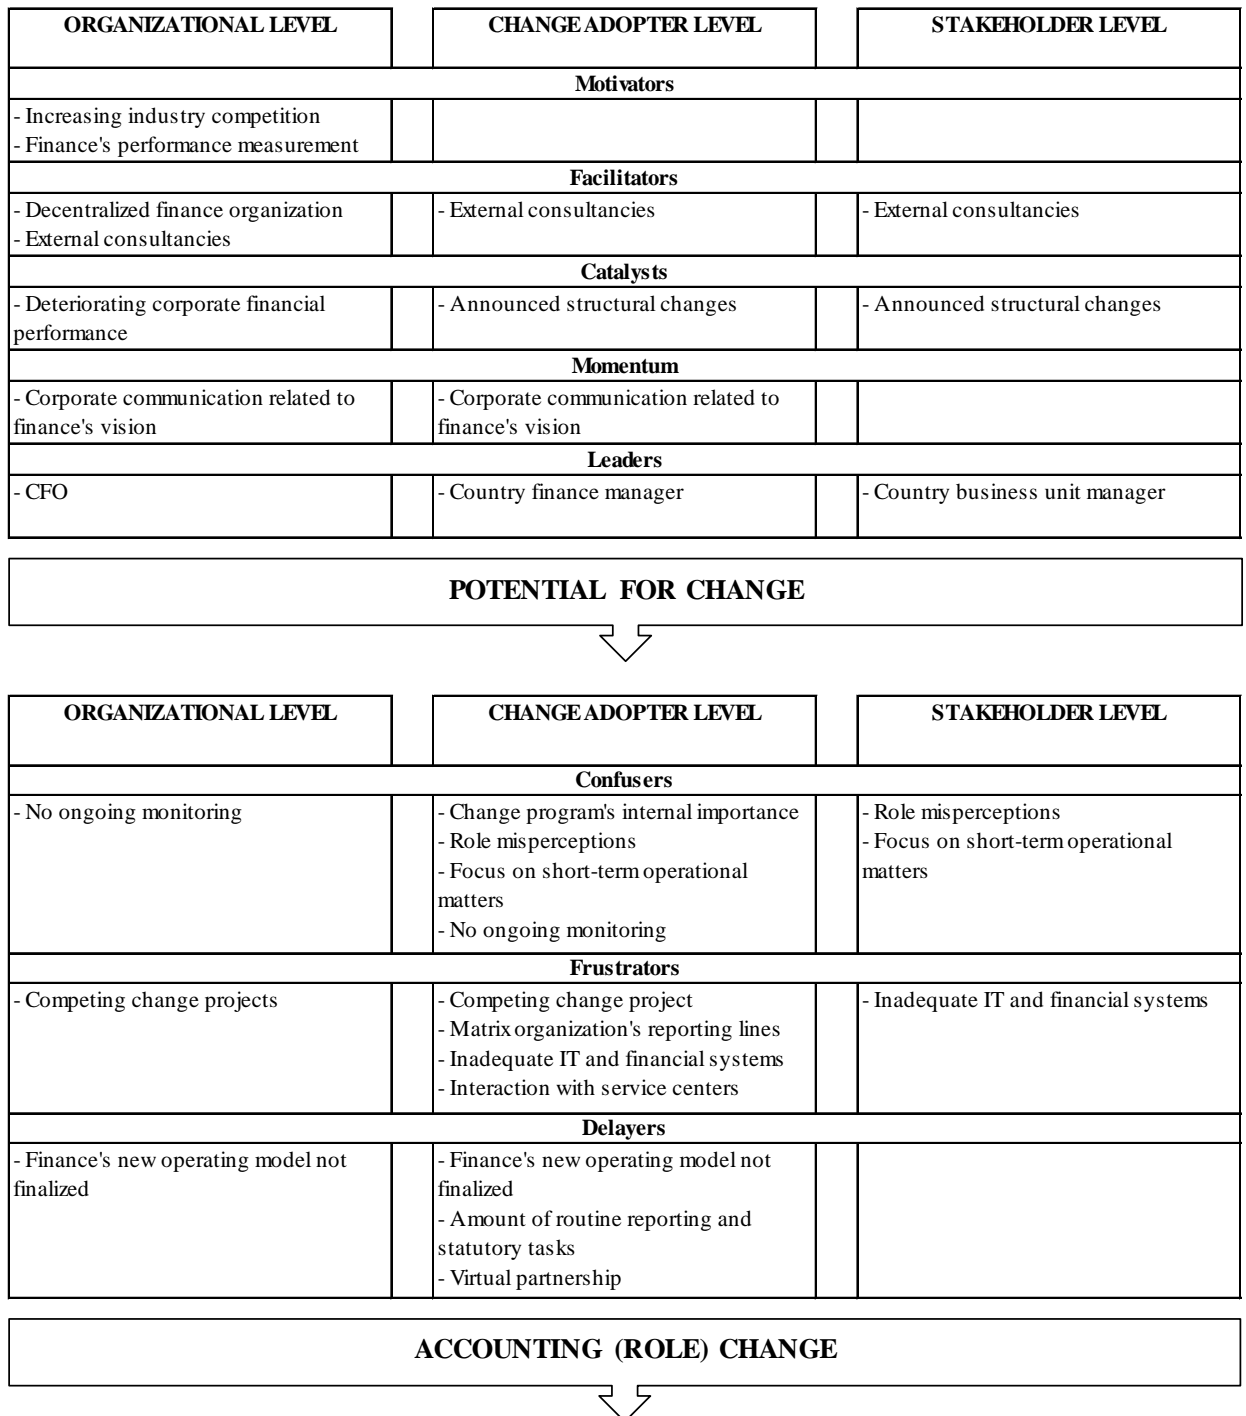 ORGANIZATIONAL LEVEL
CHANGE ADOPTER LEVEL
STAKEHOLDER LEVEL
Motivators
- Increasing industry competition
- Finance's performance measurement
Facilitators
- Decentralized finance organization
- External consultancies
- External consultancies
- External consultancies
Catalysts
- Deteriorating corporate financial
performance
- Announced structural changes
- Announced structural changes
Momentum
- Corporate communication related to
finance's vision
- Corporate communication related to
finance's vision
Leaders
- CFO
- Country finance manager
- Country business unit manager
POTENTIAL FOR CHANGE
ORGANIZATIONAL LEVEL
CHANGE ADOPTER LEVEL
STAKEHOLDER LEVEL
Confusers
- No ongoing monitoring
- Change program's internal importance
- Role misperceptions
- Focus on short-term operational
matters
- No ongoing monitoring
- Role misperceptions
- Focus on short-term operational
matters
Frustrators
- Competing change projects
- Competing change project
- Matrix organization's reporting lines
- Inadequate IT and financial systems
- Interaction with service centers
- Inadequate IT and financial systems
Delayers
- Finance's new operating model not
finalized
- Finance's new operating model not
finalized
- Amount of routine reporting and
statutory tasks
- Virtual partnership
ACCOUNTING (ROLE) CHANGE